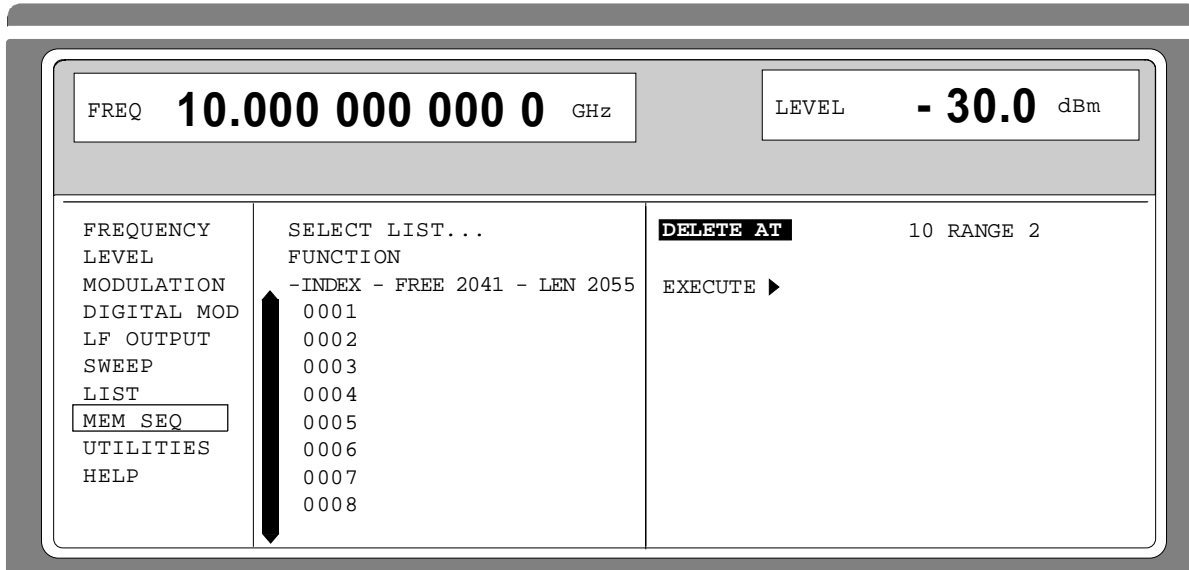 FREQ 10.000 000 000 0 GHz
LEVEL - 30.0 dBm
FREQUENCY
LEVEL
MODULATION
DIGITAL MOD
LF OUTPUT
SWEEP
LIST
MEM SEQ
UTILITIES
HELP
SELECT LIST...
FUNCTION
-INDEX - FREE 2041 - LEN 2055
0001
0002
0003
0004
0005
0006
0007
0008
DELETE AT 10 RANGE 2
EXECUTE